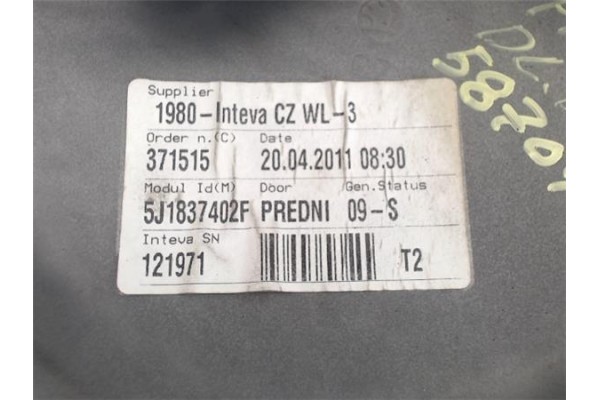 Supplier
1980-Inteva CZ WL-3
Order n.(C) Date
371515 20.04.2011 08:30
Modul Id(M) Door Gen.Status
5J1837402F PREDNI 09-S
Inteva SN
121971 T2